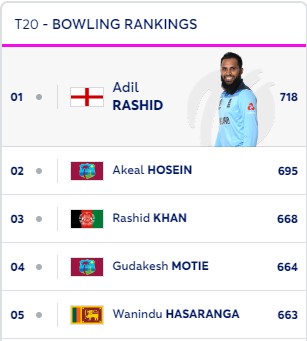 T20 - BOWLING RANKINGS
01 Adil RASHID 718
02 Akeal HOSEIN 695
03 Rashid KHAN 668
04 Gudakesh MOTIE 664
05 Wanindu HASARANGA 663